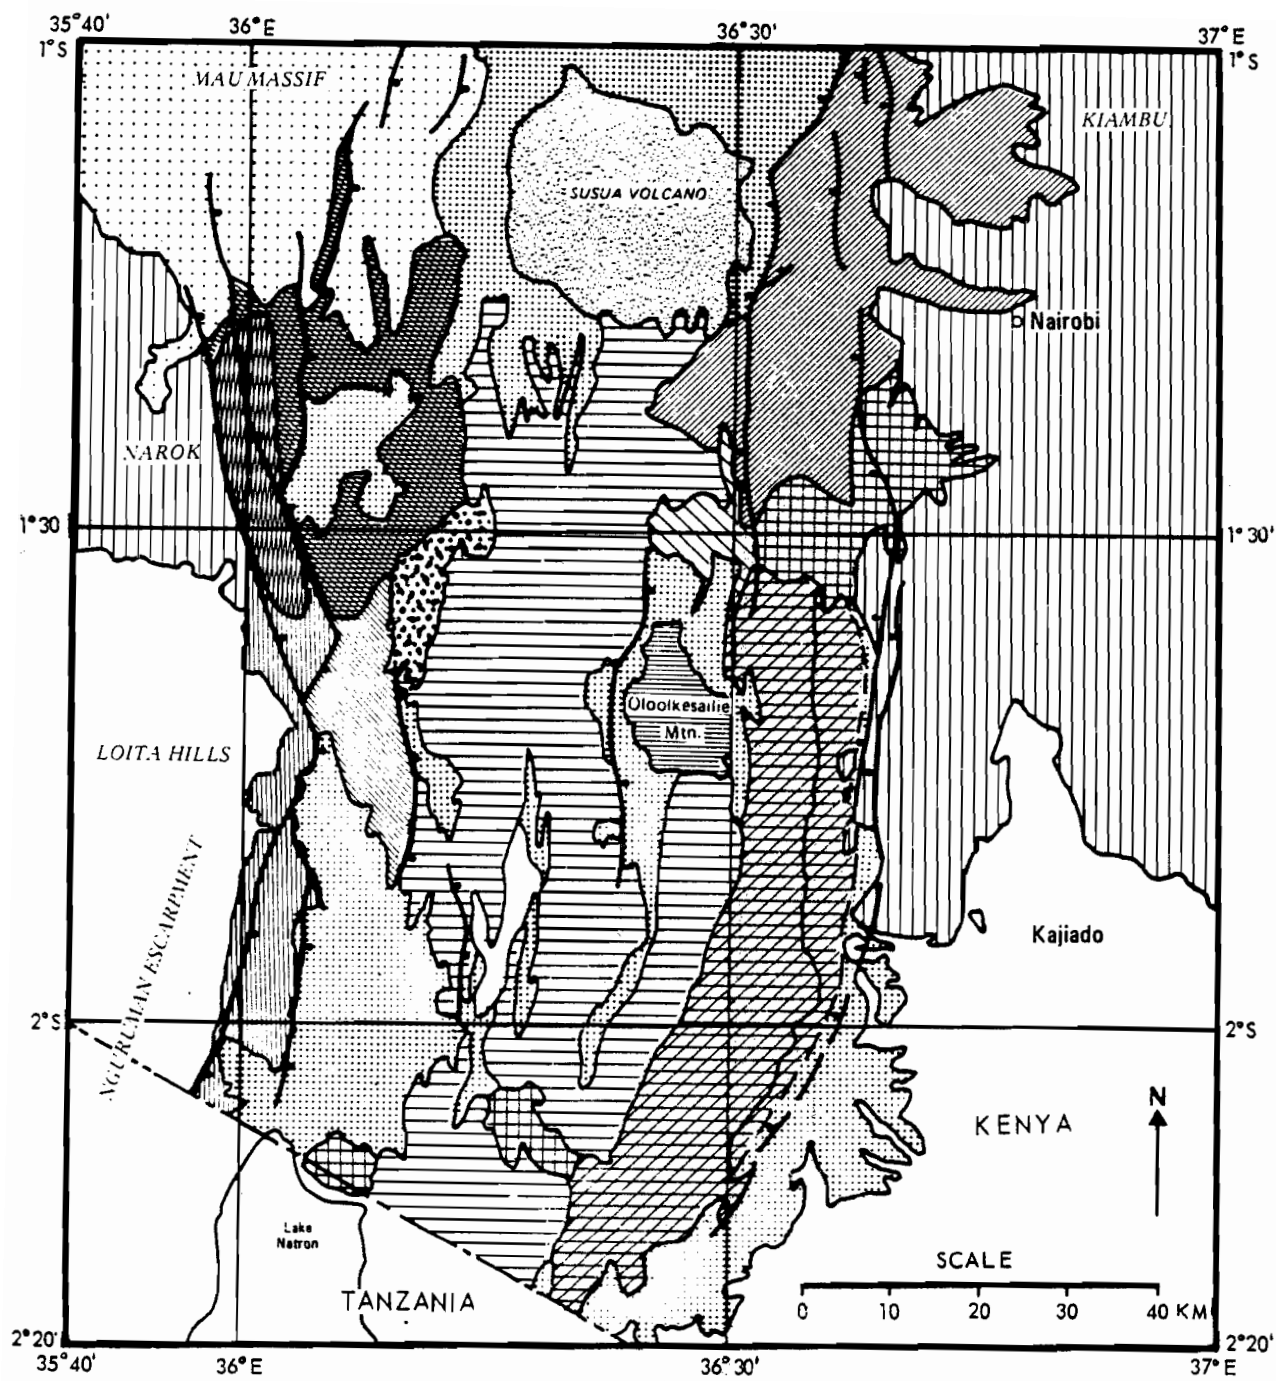 35°40'
36°E
36°30'
37°E
1°S
1°S
MAU MASSIF
KIAMBU
SUSUA VOLCANO
Nairobi
NAROK
1°30
1°30'
Oloolkesailie
Mtn.
LOITA HILLS
NGURUMAN ESCARPMENT
Kajiado
2°S
2°S
N
KENYA
Lake
Natron
SCALE
TANZANIA
0 10 20 30 40 KM
2°20'
2°20'
35°40'
36°E
36°30'
37°E